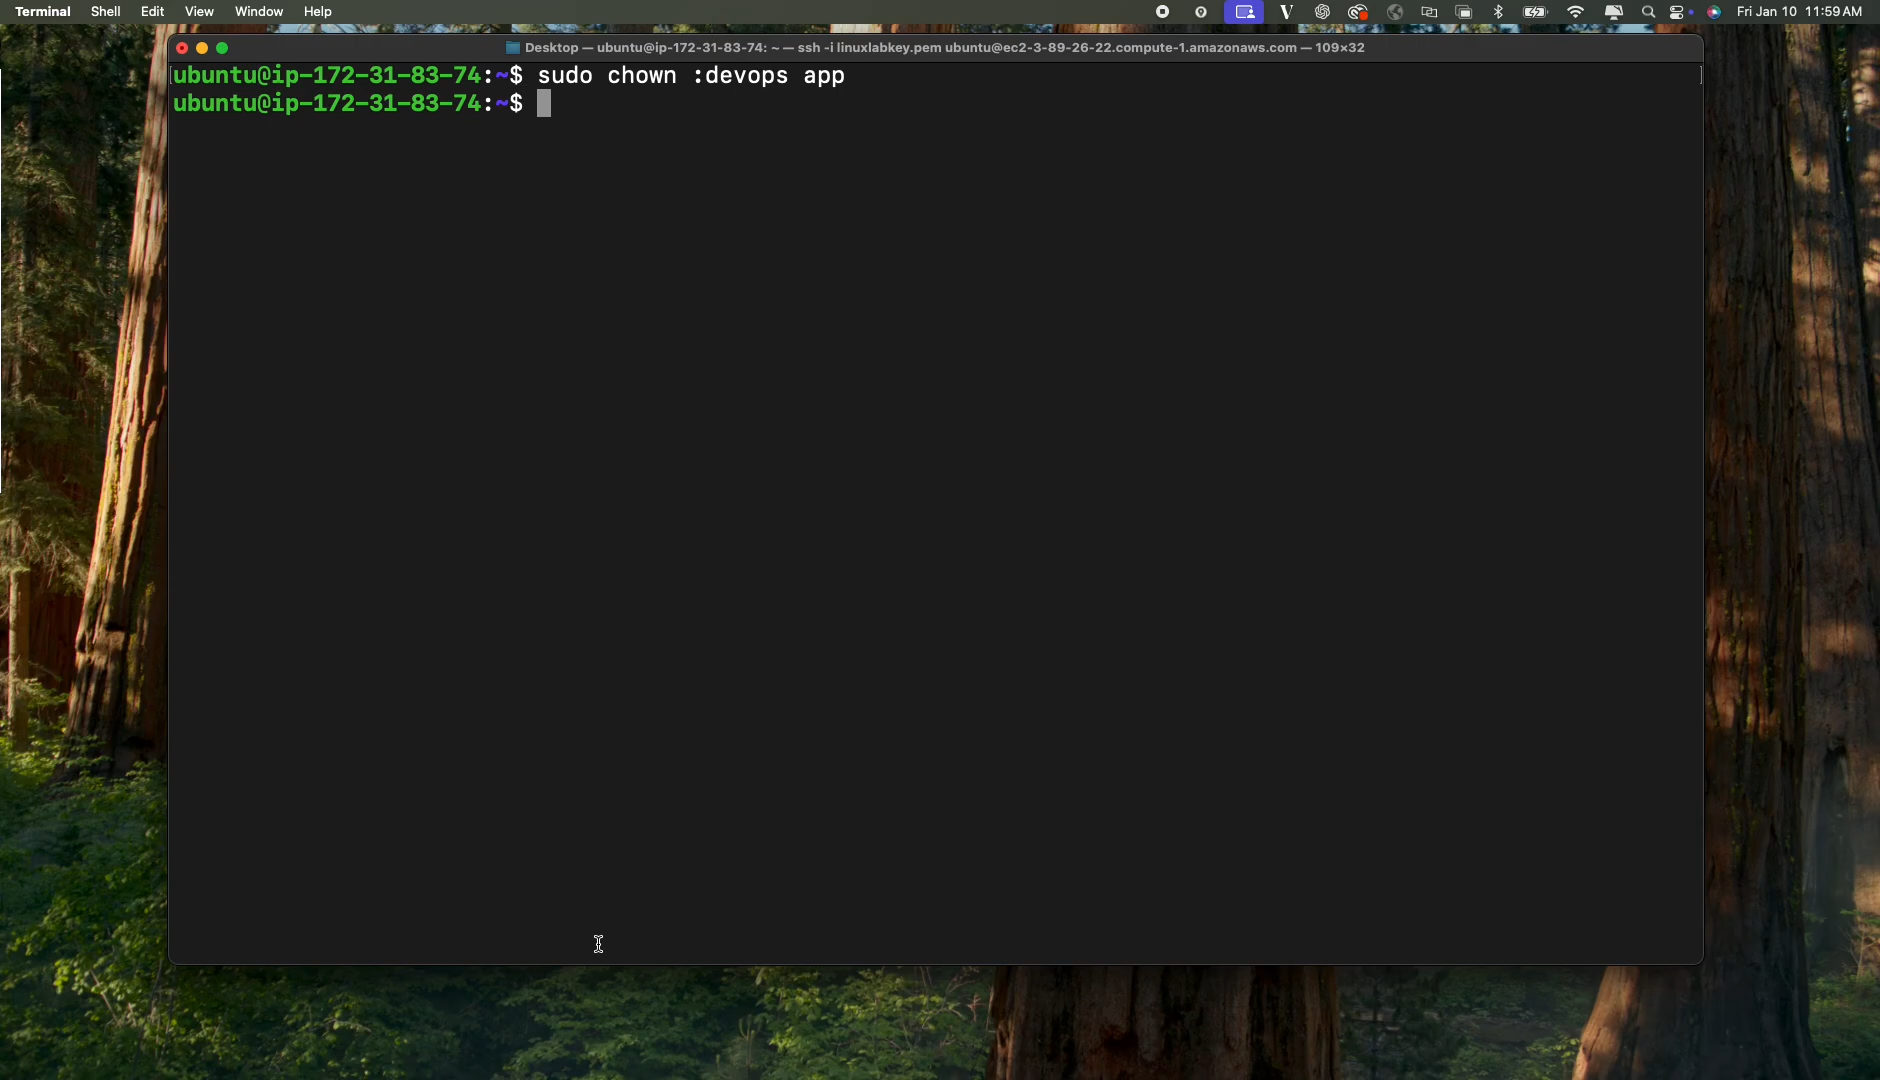 Terminal Shell Edit View Window Help Fri Jan 10 11:59 AM
Desktop — ubuntu@ip-172-31-83-74: ~ — ssh -i linuxlabkey.pem ubuntu@ec2-3-89-26-22.compute-1.amazonaws.com — 109×32
ubuntu@ip-172-31-83-74:~$ sudo chown :devops app
ubuntu@ip-172-31-83-74:~$